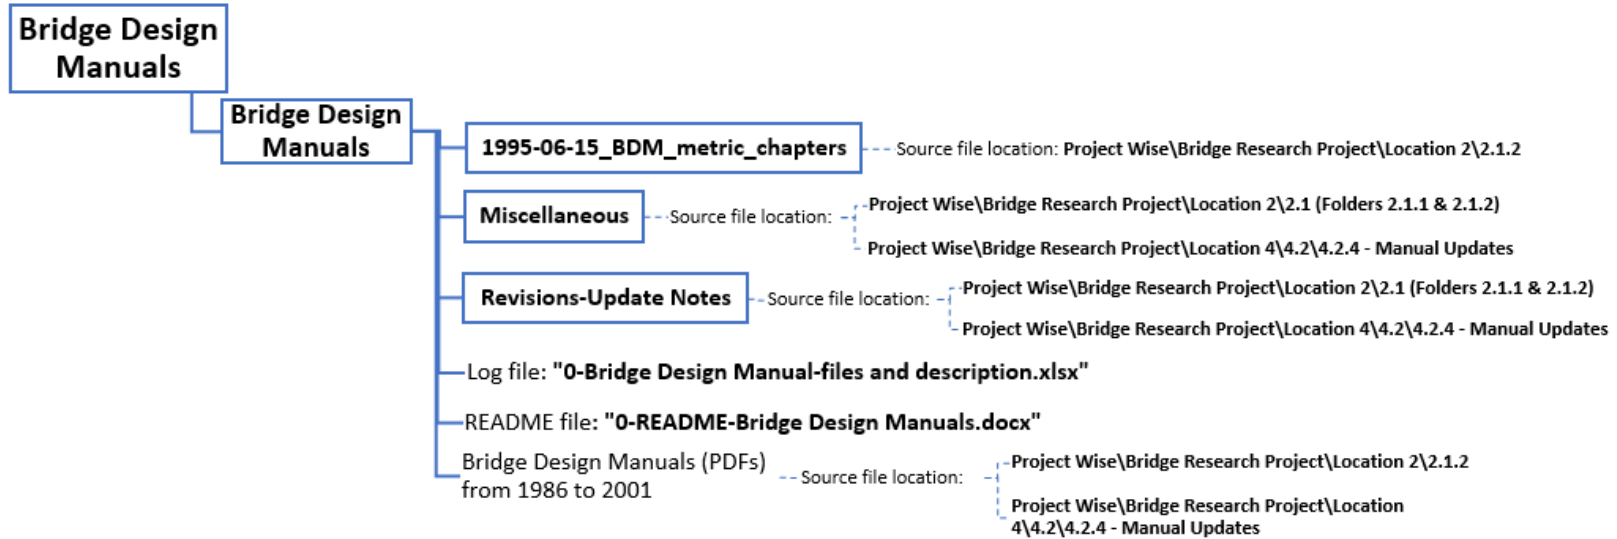 Bridge Design
Manuals
Bridge Design
Manuals
1995-06-15_BDM_metric_chapters
Source file location: Project Wise\Bridge Research Project\Location 2\2.1.2
Miscellaneous
Source file location:
Project Wise\Bridge Research Project\Location 2\2.1 (Folders 2.1.1 & 2.1.2)
Project Wise\Bridge Research Project\Location 4\4.2\4.2.4 - Manual Updates
Revisions-Update Notes
Source file location:
Project Wise\Bridge Research Project\Location 2\2.1 (Folders 2.1.1 & 2.1.2)
Project Wise\Bridge Research Project\Location 4\4.2\4.2.4 - Manual Updates
Log file: "0-Bridge Design Manual-files and description.xlsx"
README file: "0-README-Bridge Design Manuals.docx"
Bridge Design Manuals (PDFs)
from 1986 to 2001
Source file location:
Project Wise\Bridge Research Project\Location 2\2.1.2
Project Wise\Bridge Research Project\Location
4\4.2\4.2.4 - Manual Updates